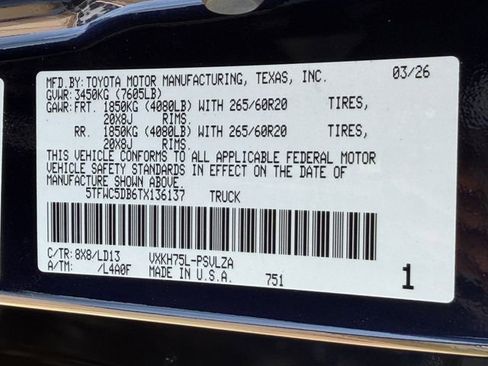 MFD.BY: TOYOTA MOTOR MANUFACTURING, TEXAS, INC. 03/26
GVWR: 3450KG (7605LB)
GAWR: FRT. 1850KG (4080LB) WITH 265/60R20 TIRES,
20X8J RIMS.
RR. 1850KG (4080LB) WITH 265/60R20 TIRES,
20X8J RIMS.
THIS VEHICLE CONFORMS TO ALL APPLICABLE FEDERAL MOTOR
VEHICLE SAFETY STANDARDS IN EFFECT ON THE DATE OF
MANUFACTURE SHOWN ABOVE.
5TFWC5DB6TX136137 TRUCK
C/TR: 8X8/LD13 VXKH75L-PSVLZA
A/TM: /L4A0F MADE IN U.S.A. 751 1